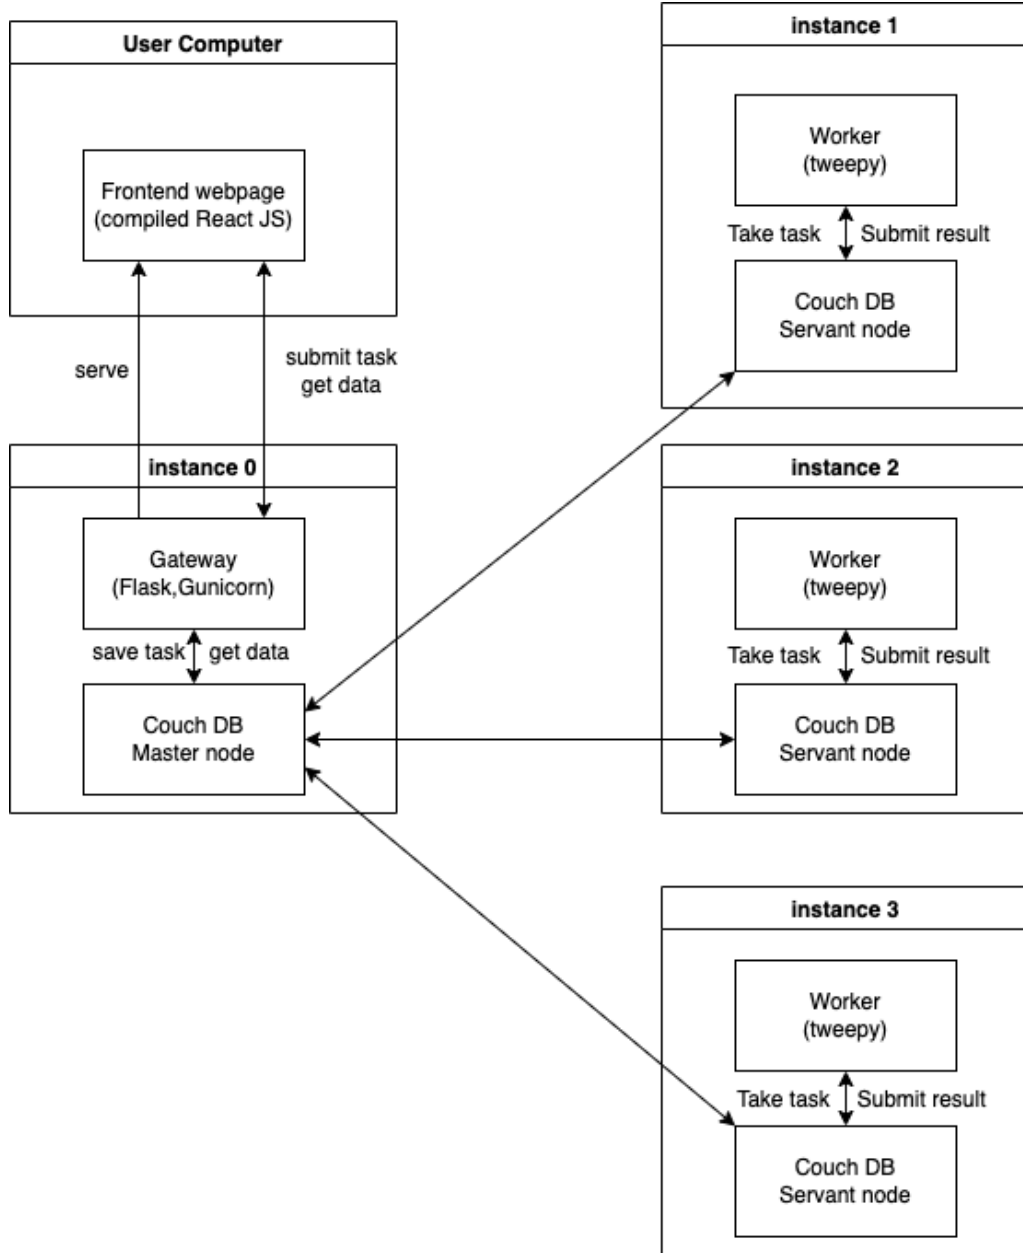 User Computer
Frontend webpage
(compiled React JS)
serve
submit task
get data
instance 0
Gateway
(Flask,Gunicorn)
save task
get data
Couch DB
Master node
instance 1
Worker
(tweepy)
Take task
Submit result
Couch DB
Servant node
instance 2
Worker
(tweepy)
Take task
Submit result
Couch DB
Servant node
instance 3
Worker
(tweepy)
Take task
Submit result
Couch DB
Servant node